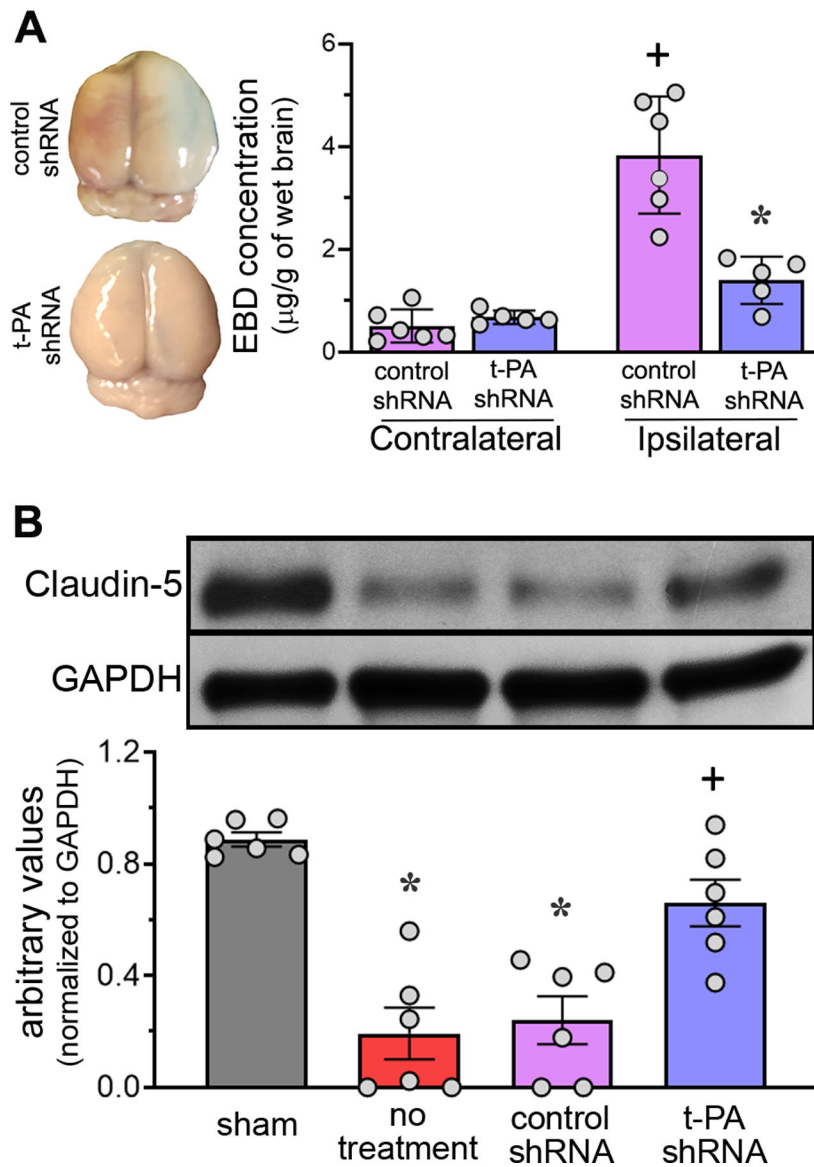 A
control
shRNA
t-PA
shRNA
EBD concentration
(µg/g of wet brain)
6
4
2
0
+
*
control
shRNA
t-PA
shRNA
control
shRNA
t-PA
shRNA
Contralateral
Ipsilateral
B
Claudin-5
GAPDH
arbitrary values
(normalized to GAPDH)
1.2
0.8
0.4
0.0
*
*
+
sham
no
treatment
control
shRNA
t-PA
shRNA